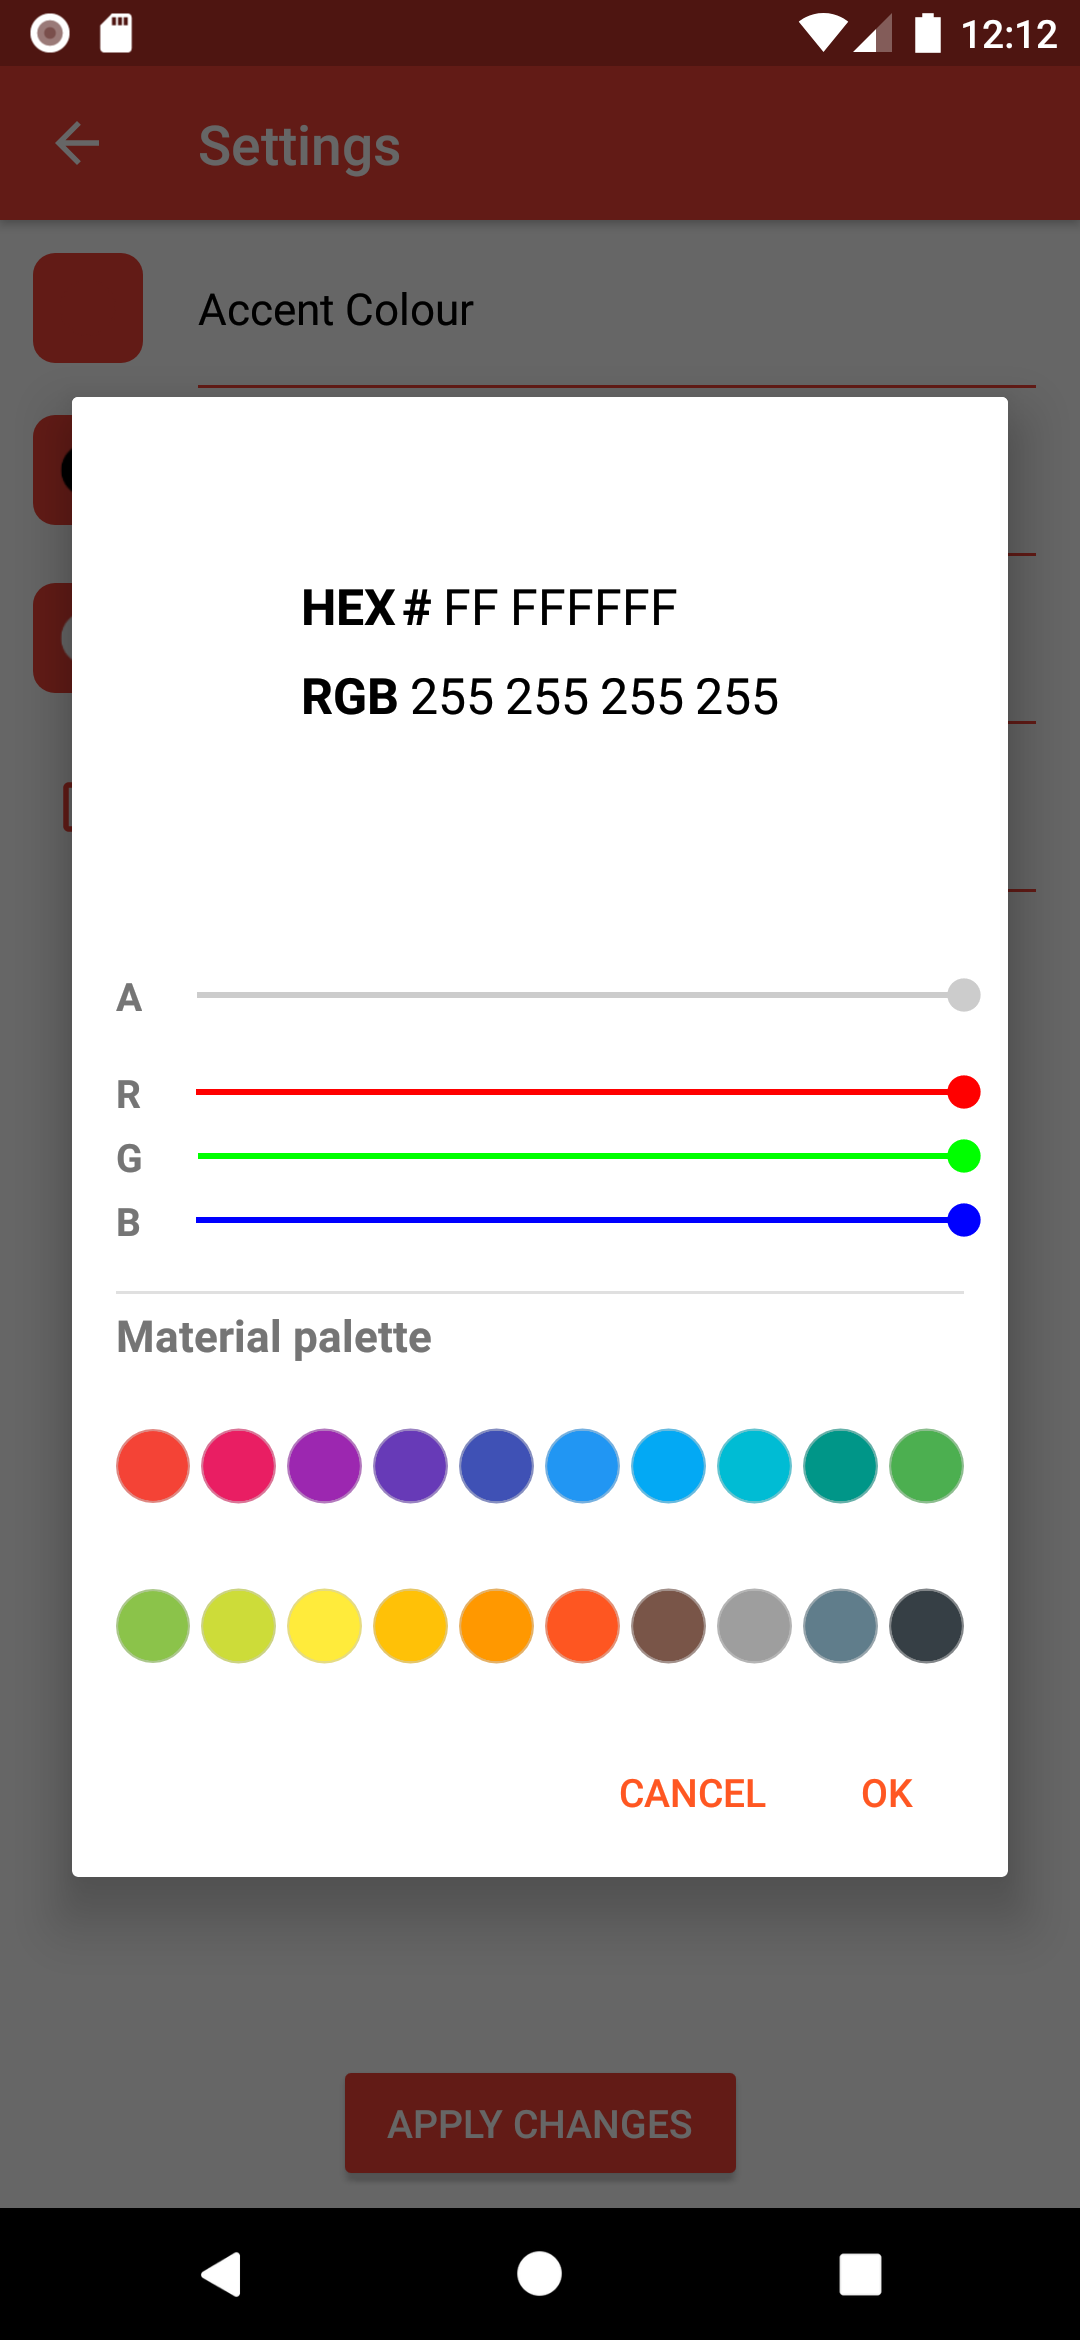 12:12
Settings
Accent Colour
HEX # FF FFFFFF
RGB 255 255 255 255
A
R
G
B
Material palette
CANCEL OK
APPLY CHANGES